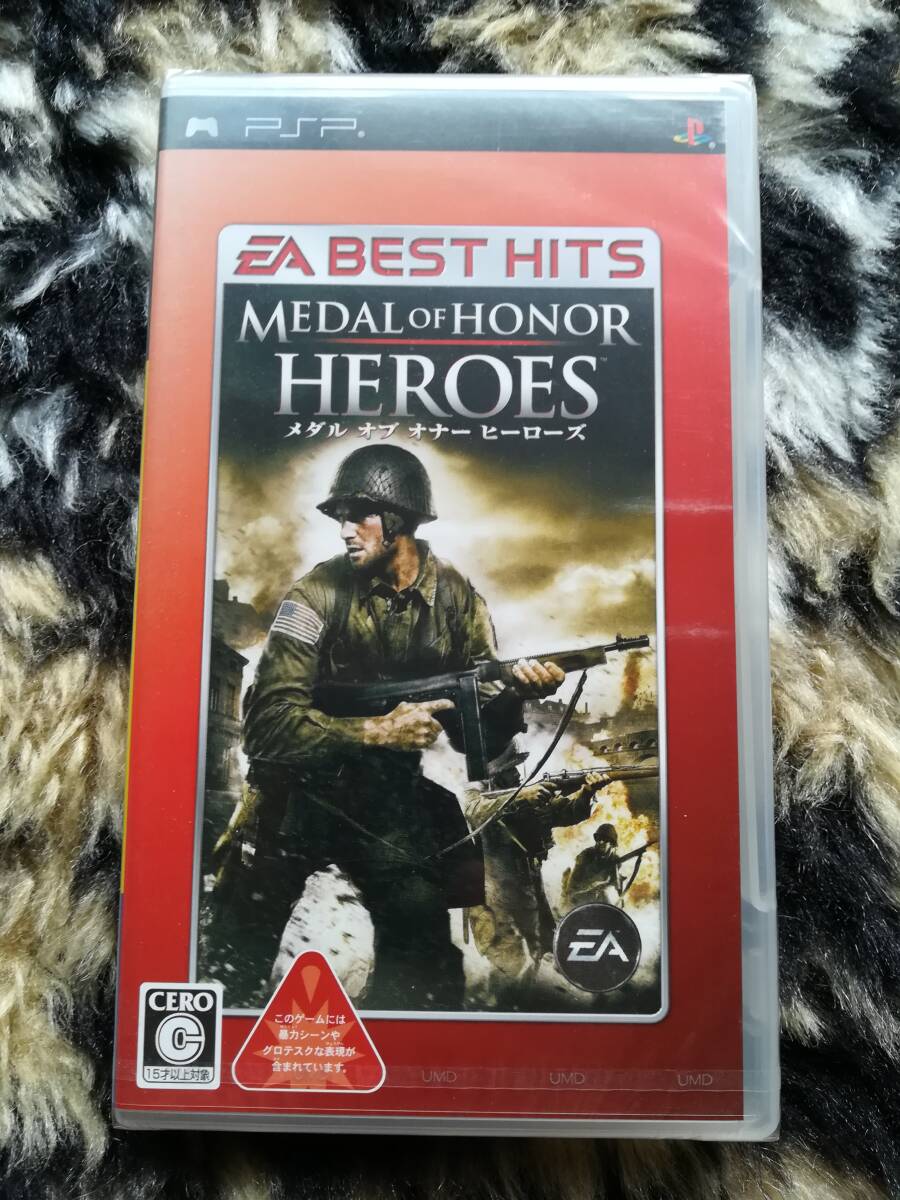 PSP
EA BEST HITS
MEDAL OF HONOR
HEROES™
メダル オブ オナー ヒーローズ
EA
CERO
C
15才以上対象
このゲームには
暴力シーンや
グロテスクな表現が
含まれています。
UMD UMD UMD